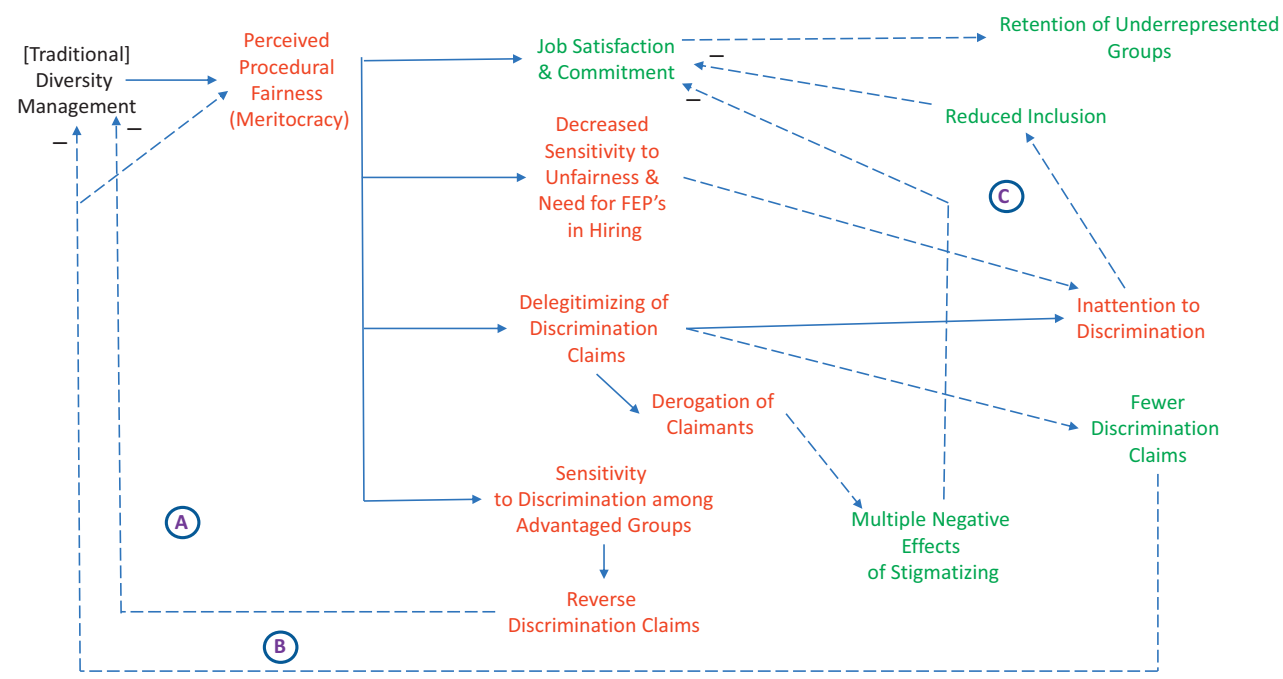 [Traditional]
Diversity
Management
Perceived
Procedural
Fairness
(Meritocracy)
Job Satisfaction
& Commitment
Retention of Underrepresented
Groups
–
–
Reduced Inclusion
–
–
Decreased
Sensitivity to
Unfairness &
Need for FEP's
in Hiring
C
Delegitimizing of
Discrimination
Claims
Inattention to
Discrimination
Derogation of
Claimants
Fewer
Discrimination
Claims
Sensitivity
to Discrimination among
Advantaged Groups
A
Multiple Negative
Effects
of Stigmatizing
Reverse
Discrimination Claims
B